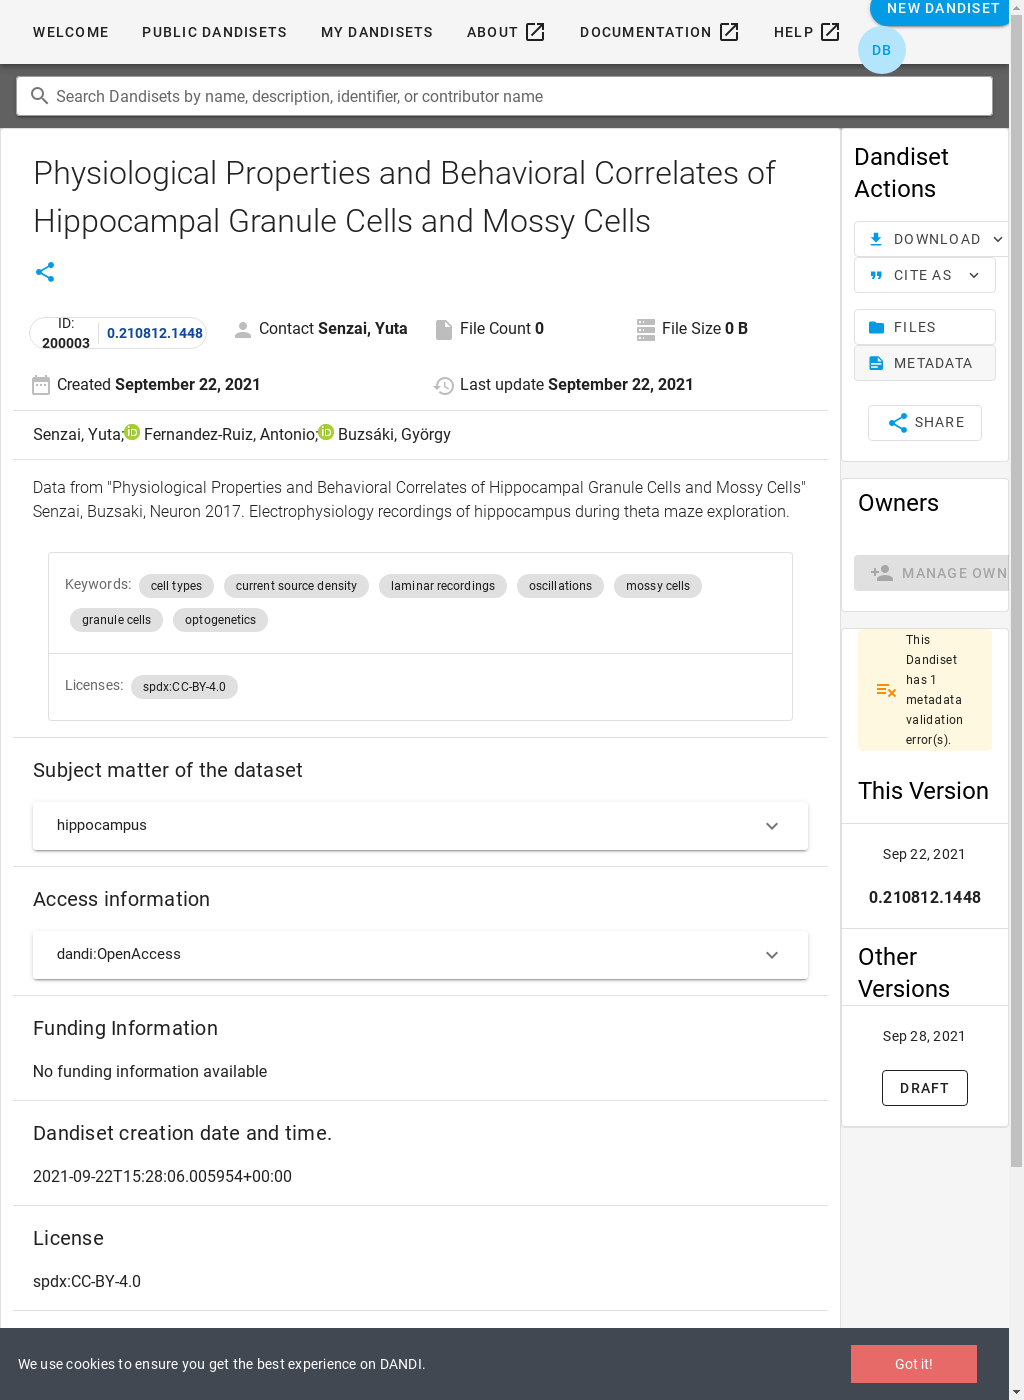 WELCOME
PUBLIC DANDISETS
MY DANDISETS
ABOUT
DOCUMENTATION
HELP
NEW DANDISET
DB
Search Dandisets by name, description, identifier, or contributor name
Physiological Properties and Behavioral Correlates of
Hippocampal Granule Cells and Mossy Cells
ID:
200003
0.210812.1448
Contact Senzai, Yuta
File Count 0
File Size 0 B
Created September 22, 2021
Last update September 22, 2021
Senzai, Yuta; iD Fernandez-Ruiz, Antonio; iD Buzsáki, György
Data from "Physiological Properties and Behavioral Correlates of Hippocampal Granule Cells and Mossy Cells"
Senzai, Buzsaki, Neuron 2017. Electrophysiology recordings of hippocampus during theta maze exploration.
Keywords: cell types current source density laminar recordings oscillations mossy cells
granule cells optogenetics
Licenses: spdx:CC-BY-4.0
Subject matter of the dataset
hippocampus
Access information
dandi:OpenAccess
Funding Information
No funding information available
Dandiset creation date and time.
2021-09-22T15:28:06.005954+00:00
License
spdx:CC-BY-4.0
Dandiset
Actions
DOWNLOAD
CITE AS
FILES
METADATA
SHARE
Owners
MANAGE OWN
This
Dandiset
has 1
metadata
validation
error(s).
This Version
Sep 22, 2021
0.210812.1448
Other
Versions
Sep 28, 2021
DRAFT
We use cookies to ensure you get the best experience on DANDI.
Got it!